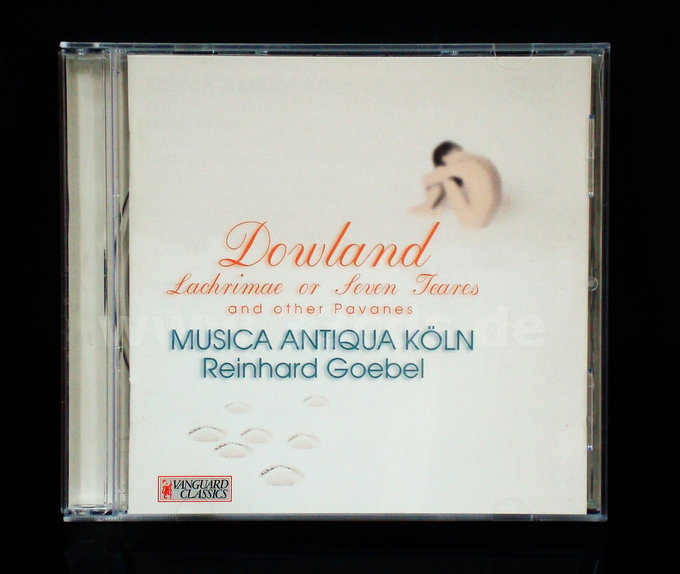 Dowland
Lachrimae or Seven Teares
and other Pavanes
MUSICA ANTIQUA KÖLN
Reinhard Goebel
VANGUARD
CLASSICS